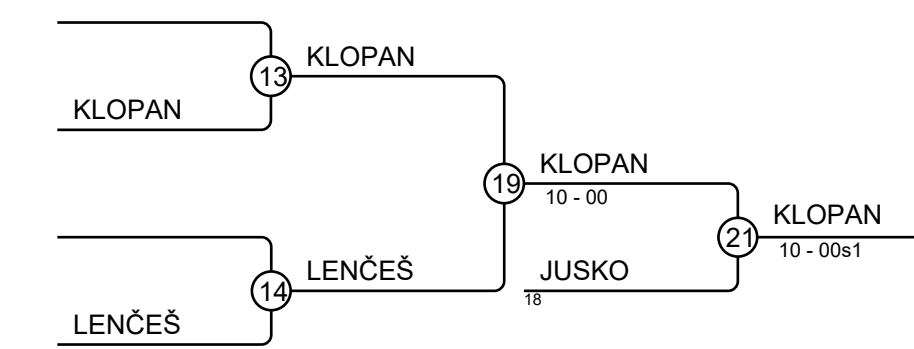 KLOPAN
13
KLOPAN
KLOPAN
19
10 - 00
KLOPAN
21
10 - 00s1
LENČEŠ
JUSKO
14
18
LENČEŠ